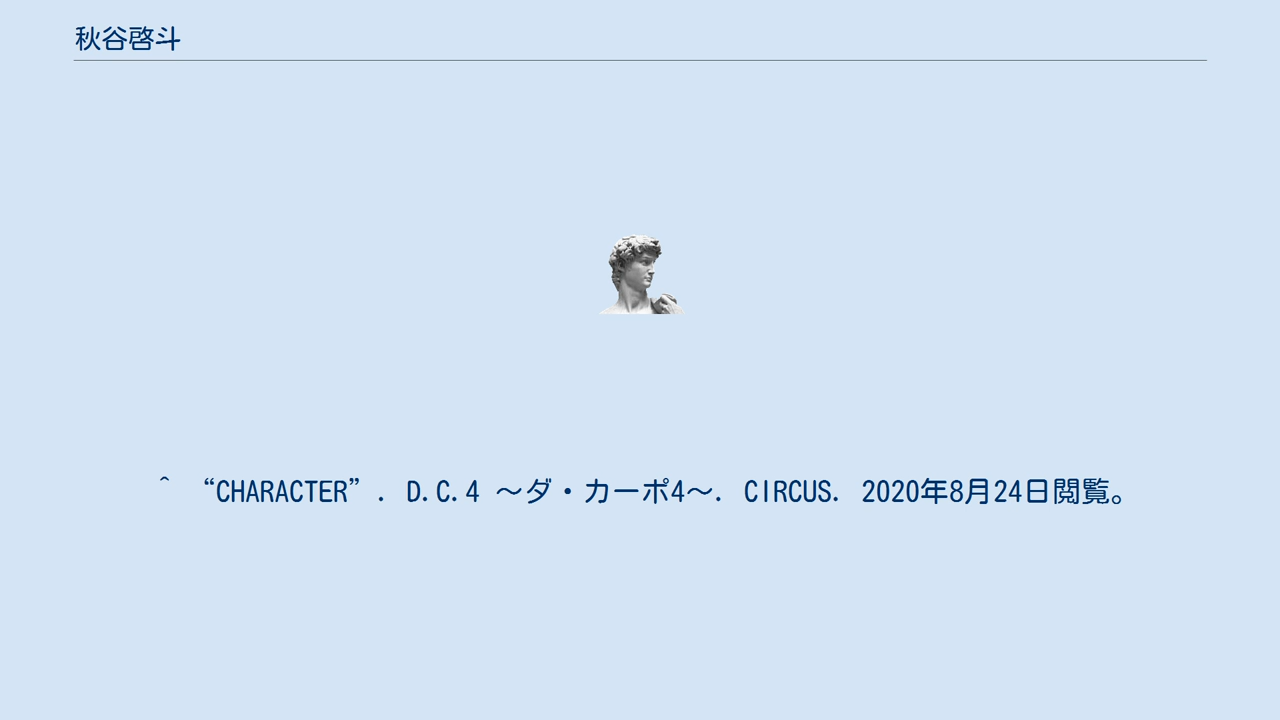 秋谷啓斗
^ “CHARACTER”. D.C.4 ～ダ・カーポ4～. CIRCUS. 2020年8月24日閲覧。